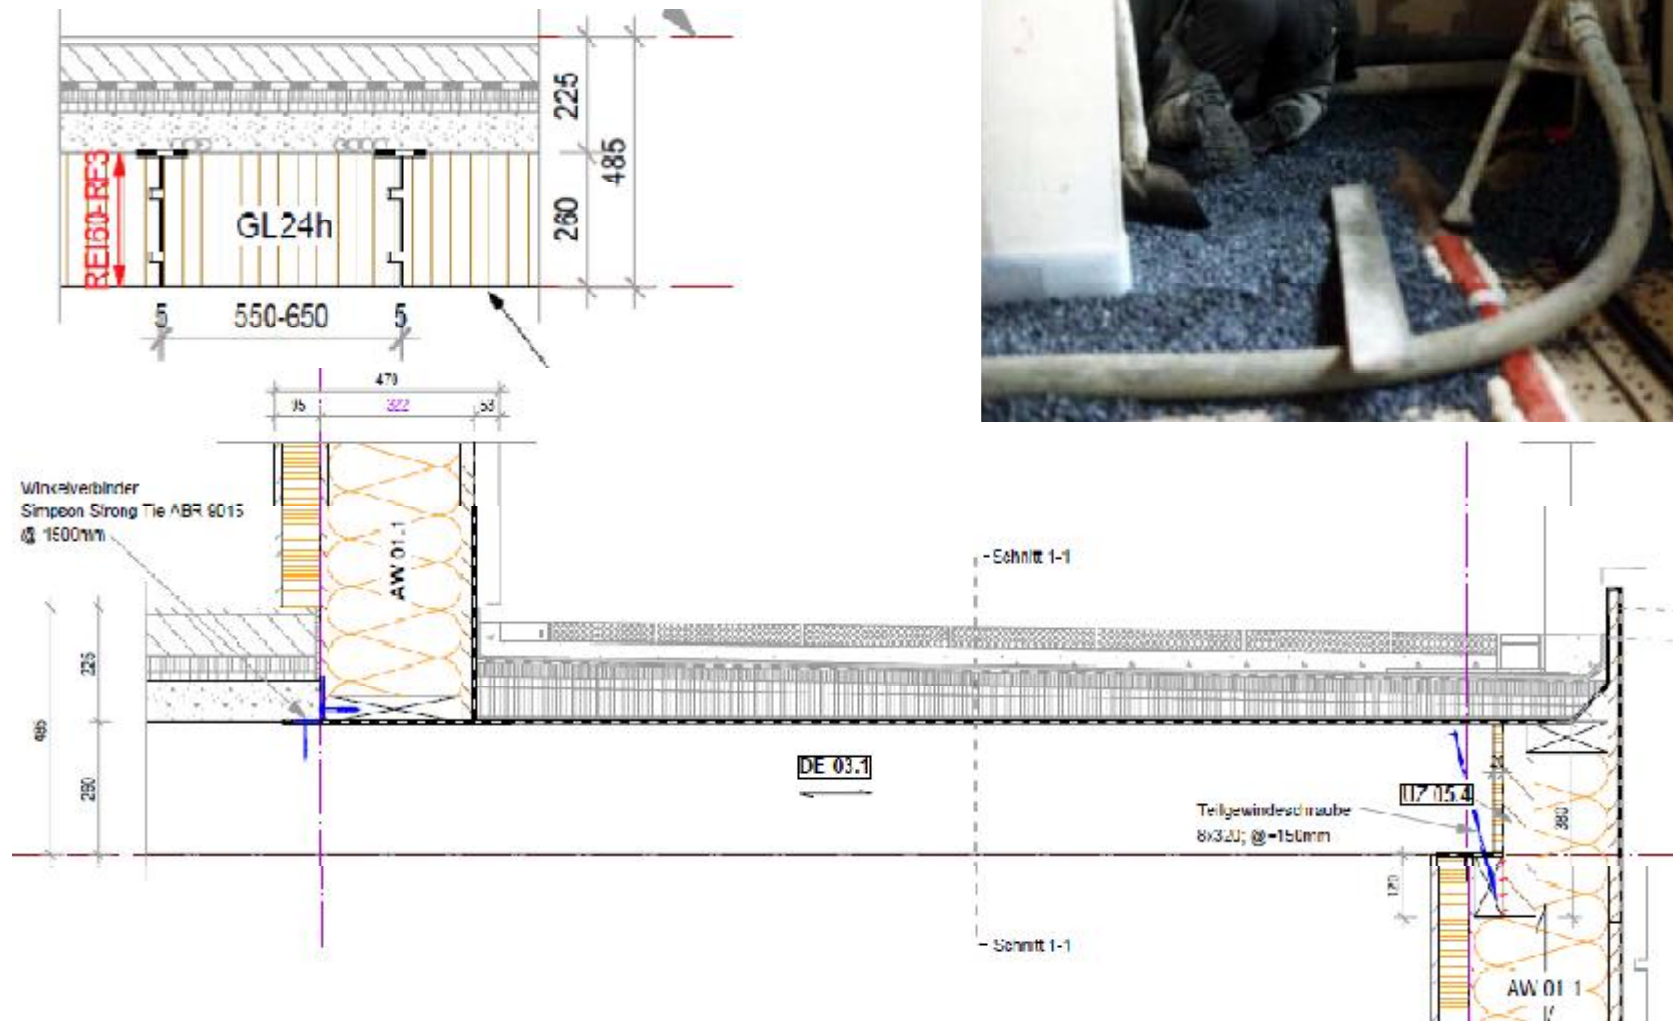 225
485
260
REI60-RF3
GL24h
5 550-650 5
470
95 322 53
Winkelverbinder
Simpson Strong Tie ABR 9015
@ 1500mm
AW 01.1
Schnitt 1-1
225
485
DE 03.1
UZ 05.4
Teilgewindeschraube
8x320; @=150mm
380
120
Schnitt 1-1
AW 01.1